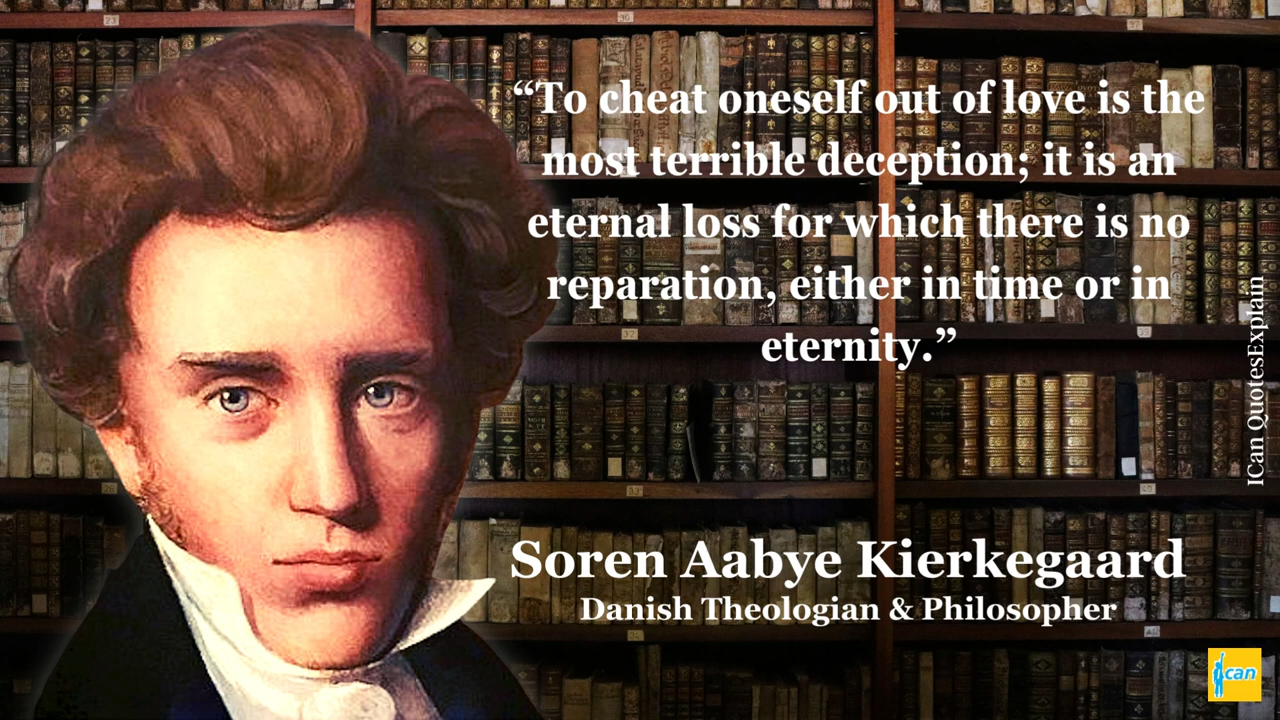 “To cheat oneself out of love is the
most terrible deception; it is an
eternal loss for which there is no
reparation, either in time or in
eternity.”
Soren Aabye Kierkegaard
Danish Theologian & Philosopher
ICan QuotesExplain
ican